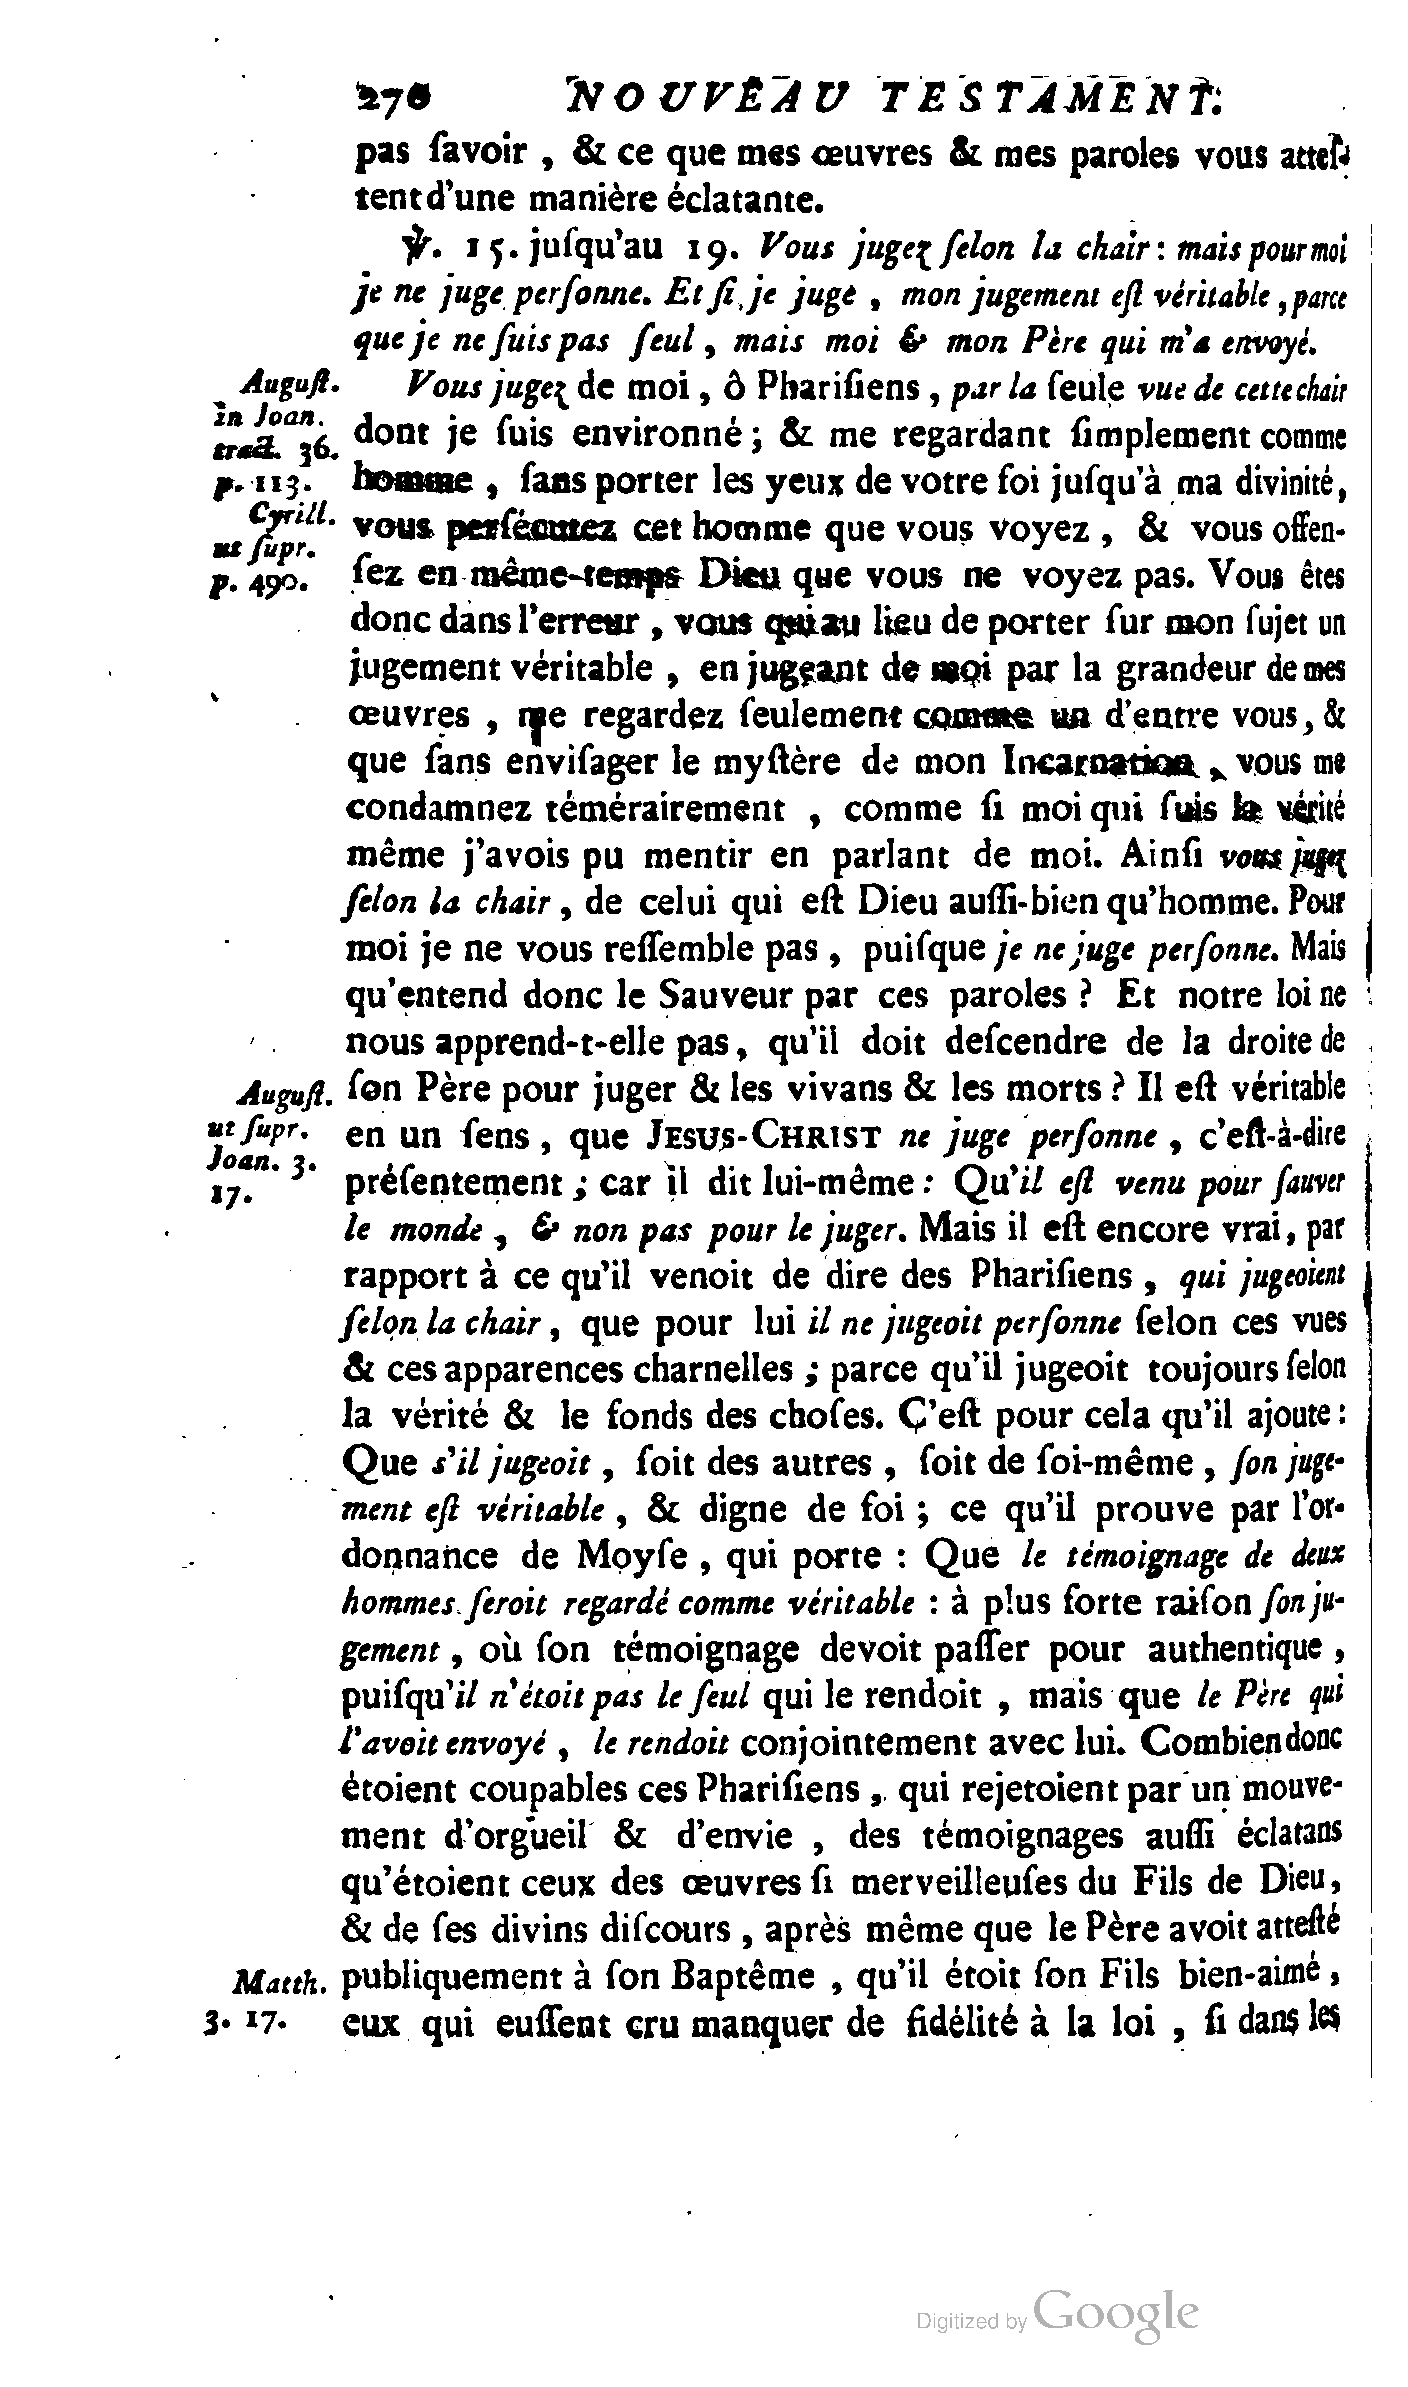 270 NOUVEAU TESTAMENT.
pas ſavoir , & ce que mes œuvres & mes paroles vous atteſ-
tent d'une manière éclatante.
℣. 15. juſqu'au 19. Vous jugez ſelon la chair : mais pour moi
je ne juge perſonne. Et ſi je juge , mon jugement eſt véritable , parce
que je ne ſuis pas ſeul , mais moi & mon Père qui m'a envoyé.
Auguſt.
in Joan.
tract. 36.
p. 113.
Cyrill.
ut ſupr.
p. 490.
Vous jugez de moi , ô Phariſiens , par la ſeule vue de cette chair
dont je ſuis environné ; & me regardant ſimplement comme
homme , ſans porter les yeux de votre foi juſqu'à ma divinité,
vous perſécutez cet homme que vous voyez , & vous offen-
ſez en même-temps Dieu que vous ne voyez pas. Vous êtes
donc dans l'erreur , vous qui au lieu de porter ſur mon ſujet un
jugement véritable , en jugeant de moi par la grandeur de mes
œuvres , me regardez ſeulement comme un d'entre vous, &
que ſans enviſager le myſtère de mon Incarnation , vous me
condamnez témérairement , comme ſi moi qui ſuis la vérité
même j'avois pu mentir en parlant de moi. Ainſi vous jugez
ſelon la chair , de celui qui eſt Dieu auſſi-bien qu'homme. Pour
moi je ne vous reſſemble pas , puiſque je ne juge perſonne. Mais
qu'entend donc le Sauveur par ces paroles ? Et notre loi ne
nous apprend-t-elle pas, qu'il doit deſcendre de la droite de
Auguſt.
ut ſupr.
Joan. 3.
17.
ſon Père pour juger & les vivans & les morts ? Il eſt véritable
en un ſens , que JESUS-CHRIST ne juge perſonne , c'eſt-à-dire
préſentement ; car il dit lui-même : Qu'il eſt venu pour ſauver
le monde , & non pas pour le juger. Mais il eſt encore vrai, par
rapport à ce qu'il venoit de dire des Phariſiens , qui jugeoient
ſelon la chair , que pour lui il ne jugeoit perſonne ſelon ces vues
& ces apparences charnelles ; parce qu'il jugeoit toujours ſelon
la vérité & le fonds des choſes. C'eſt pour cela qu'il ajoute :
Que s'il jugeoit , ſoit des autres , ſoit de ſoi-même , ſon juge-
ment eſt véritable , & digne de foi ; ce qu'il prouve par l'or-
donnance de Moyſe , qui porte : Que le témoignage de deux
hommes ſeroit regardé comme véritable : à plus forte raiſon ſon ju-
gement , où ſon témoignage devoit paſſer pour authentique ,
puiſqu'il n'étoit pas le ſeul qui le rendoit , mais que le Père qui
l'avoit envoyé , le rendoit conjointement avec lui. Combien donc
étoient coupables ces Phariſiens , qui rejetoient par un mouve-
ment d'orgueil & d'envie , des témoignages auſſi éclatans
qu'étoient ceux des œuvres ſi merveilleuſes du Fils de Dieu,
& de ſes divins diſcours , après même que le Père avoit atteſté
Matth.
3. 17.
publiquement à ſon Baptême , qu'il étoit ſon Fils bien-aimé ,
eux qui euſſent cru manquer de fidélité à la loi , ſi dans les
Digitized by Google